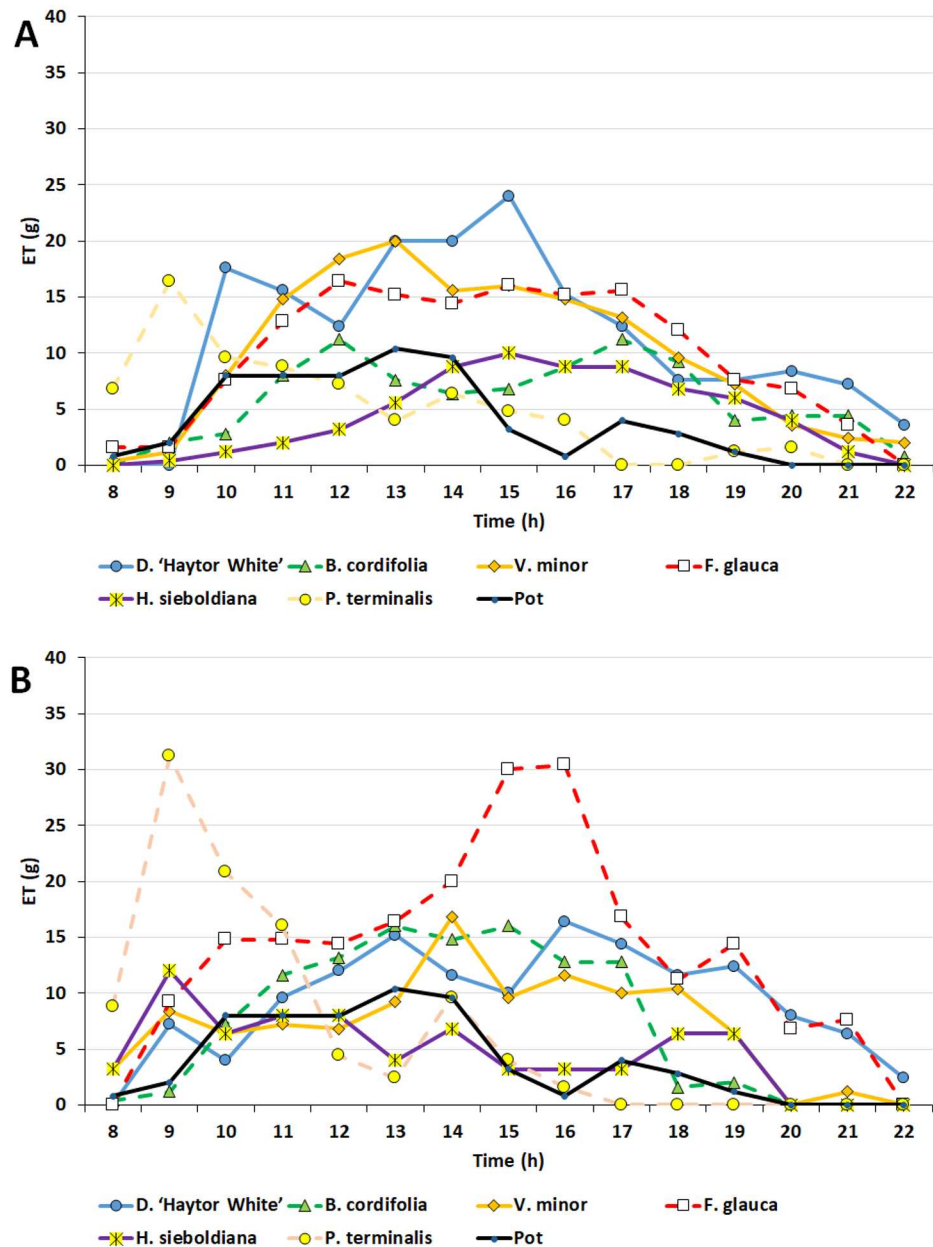 A
40
35
30
25
20
15
10
5
0
ET (g)
8 9 10 11 12 13 14 15 16 17 18 19 20 21 22
Time (h)
D. ‘Haytor White’ B. cordifolia V. minor F. glauca
H. sieboldiana P. terminalis Pot
B
40
35
30
25
20
15
10
5
0
ET (g)
8 9 10 11 12 13 14 15 16 17 18 19 20 21 22
Time (h)
D. ‘Haytor White’ B. cordifolia V. minor F. glauca
H. sieboldiana P. terminalis Pot